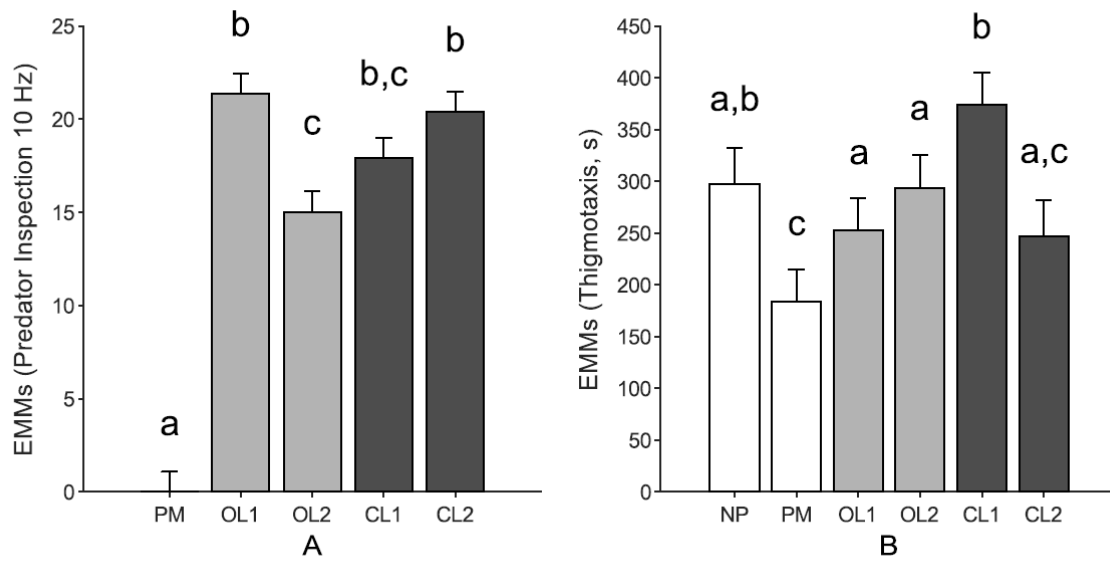 EMMs (Predator Inspection 10 Hz)
25
20
15
10
5
0
a
b
c
b,c
b
PM OL1 OL2 CL1 CL2
A
EMMs (Thigmotaxis, s)
450
400
350
300
250
200
150
100
50
0
a,b
c
a
a
b
a,c
NP PM OL1 OL2 CL1 CL2
B